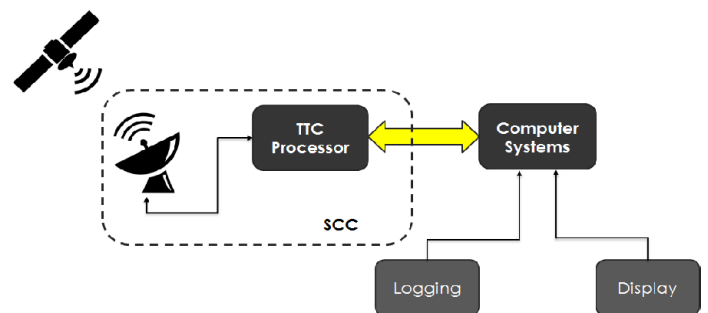 TTC
Processor
Computer
Systems
SCC
Logging
Display